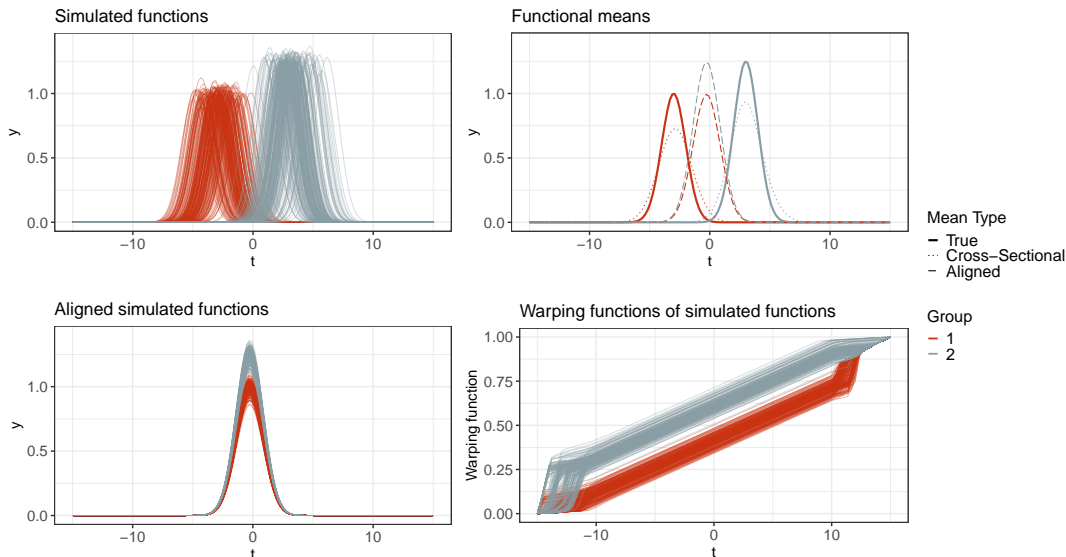 Simulated functions
y
1.0
0.5
0.0
−10
0
10
t
Functional means
y
1.0
0.5
0.0
−10
0
10
t
Aligned simulated functions
y
1.0
0.5
0.0
−10
0
10
t
Warping functions of simulated functions
Warping function
1.00
0.75
0.50
0.25
0.00
−10
0
10
t
Mean Type
True
Cross−Sectional
Aligned
Group
1
2